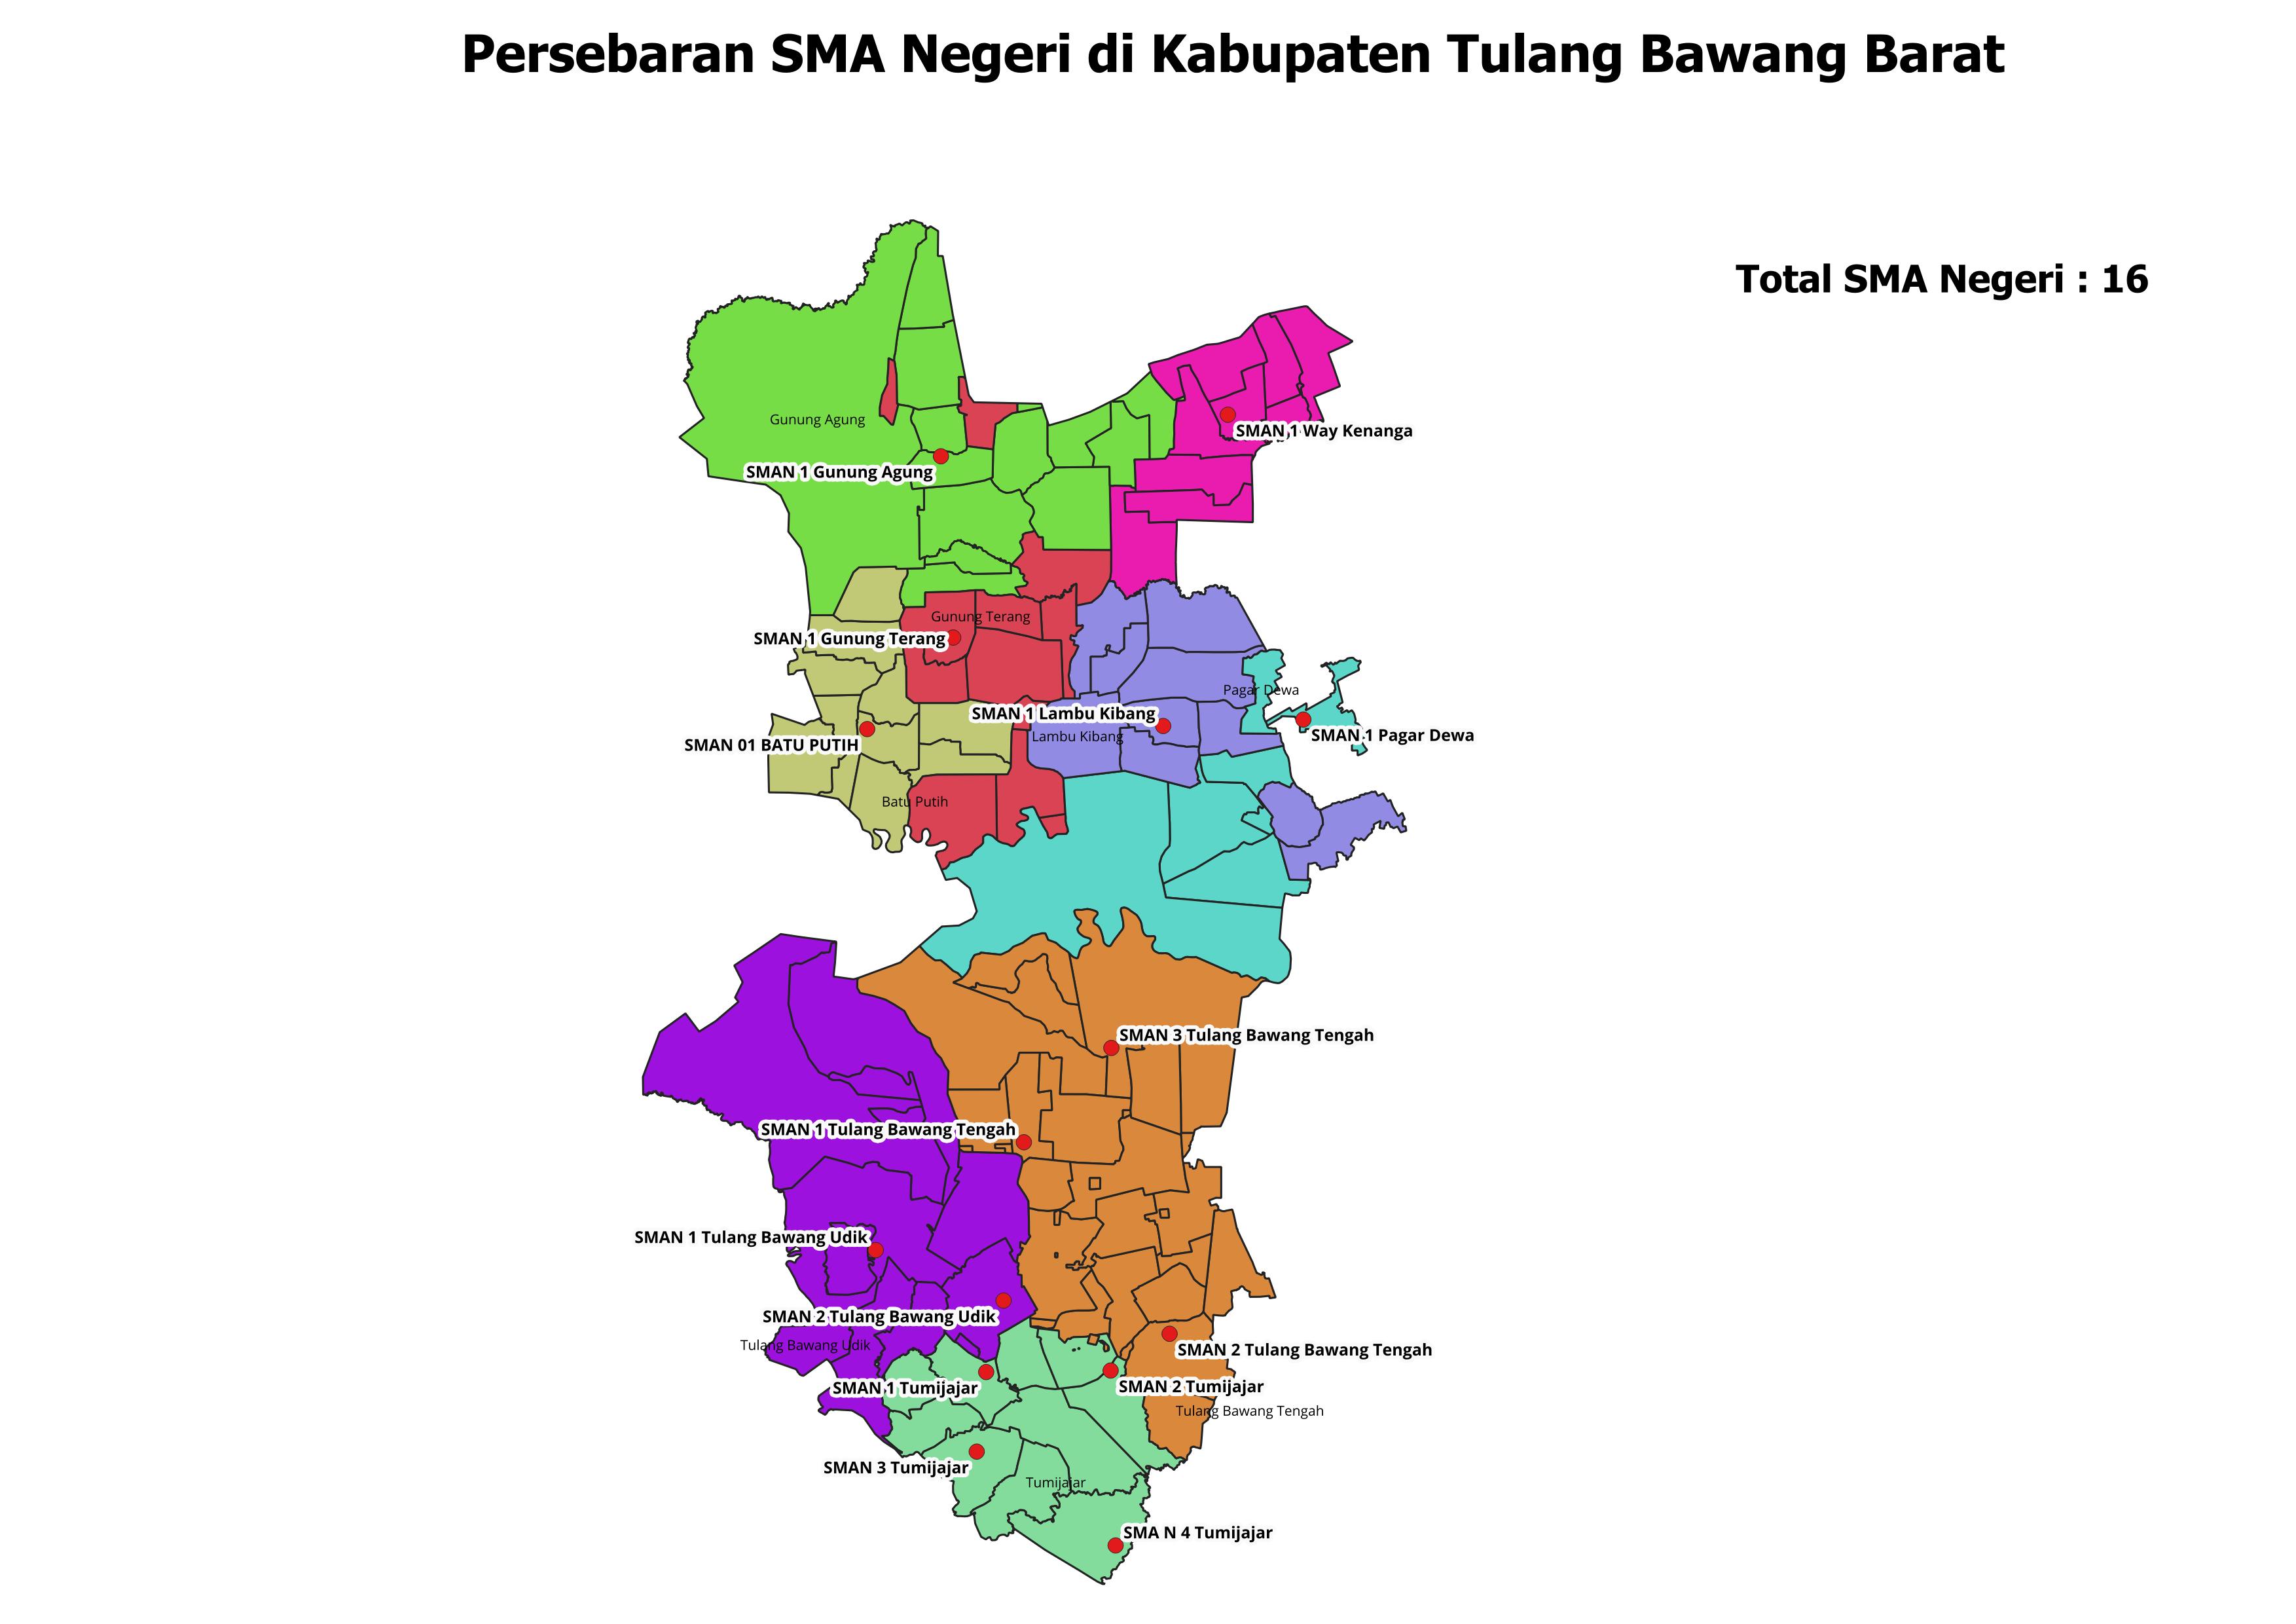 Persebaran SMA Negeri di Kabupaten Tulang Bawang Barat
Total SMA Negeri : 16
Gunung Agung
SMAN 1 Way Kenanga
SMAN 1 Gunung Agung
Gunung Terang
SMAN 1 Gunung Terang
Pagar Dewa
SMAN 1 Lambu Kibang
SMAN 1 Pagar Dewa
Lambu Kibang
SMAN 01 BATU PUTIH
Batu Putih
SMAN 3 Tulang Bawang Tengah
SMAN 1 Tulang Bawang Tengah
SMAN 1 Tulang Bawang Udik
SMAN 2 Tulang Bawang Udik
Tulang Bawang Udik
SMAN 2 Tulang Bawang Tengah
SMAN 1 Tumijajar
SMAN 2 Tumijajar
Tulang Bawang Tengah
SMAN 3 Tumijajar
Tumijajar
SMA N 4 Tumijajar